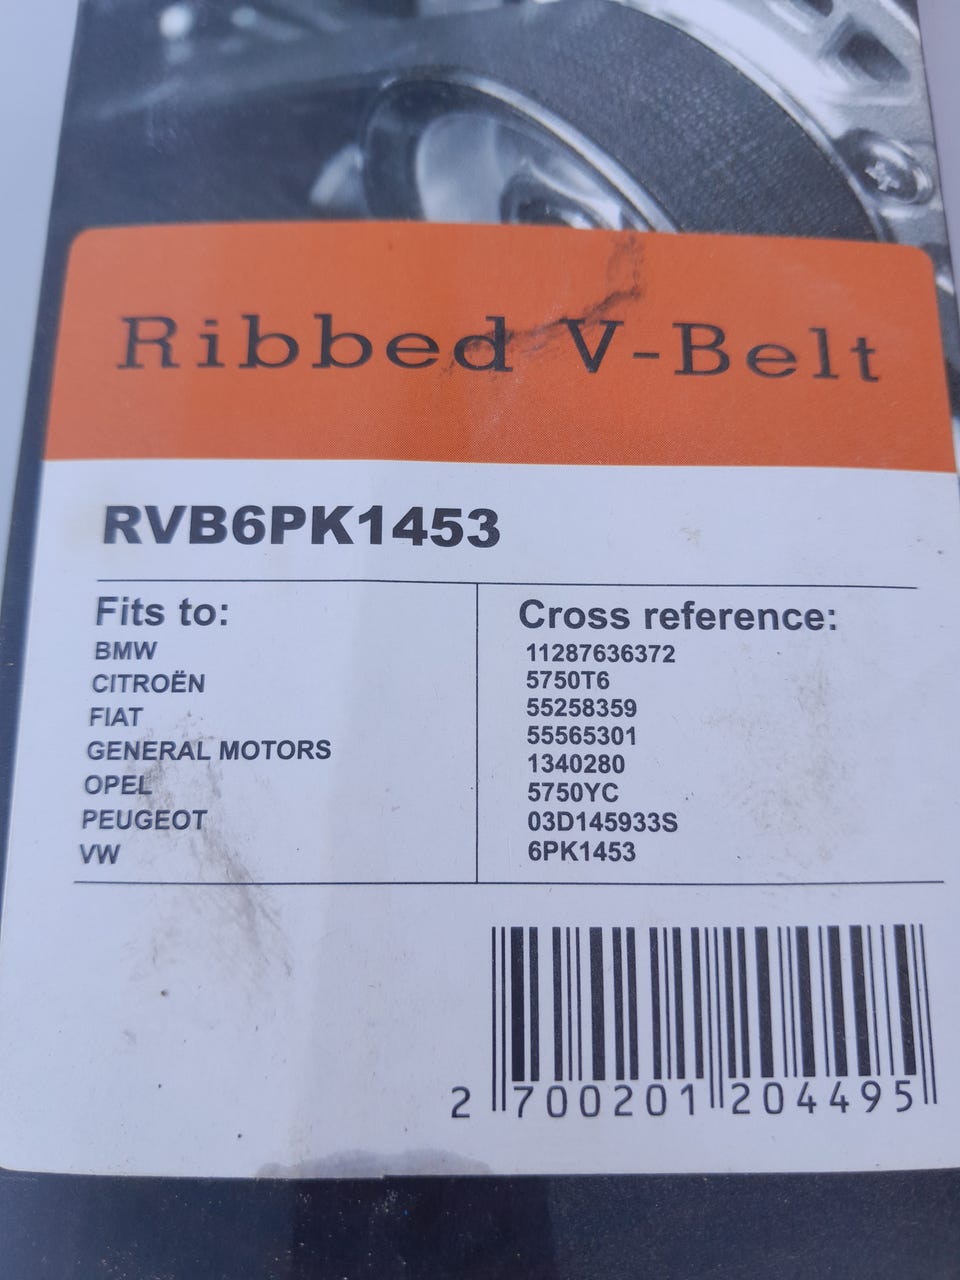 Ribbed V-Belt
RVB6PK1453
Fits to:
BMW
CITROËN
FIAT
GENERAL MOTORS
OPEL
PEUGEOT
VW
Cross reference:
11287636372
5750T6
55258359
55565301
1340280
5750YC
03D145933S
6PK1453
2 700201 204495